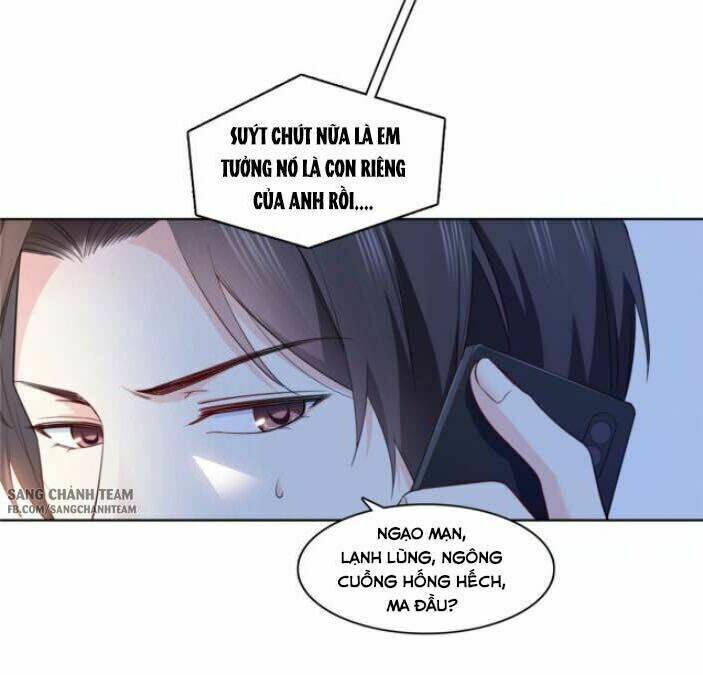 SUÝT CHÚT NỮA LÀ EM
TƯỞNG NÓ LÀ CON RIÊNG
CỦA ANH RỒI....
SANG CHẢNH TEAM
FB.COM/SANGCHANHTEAM
NGẠO MẠN,
LẠNH LÙNG, NGÔNG
CUỒNG HỐNG HẾCH,
MA ĐẦU?